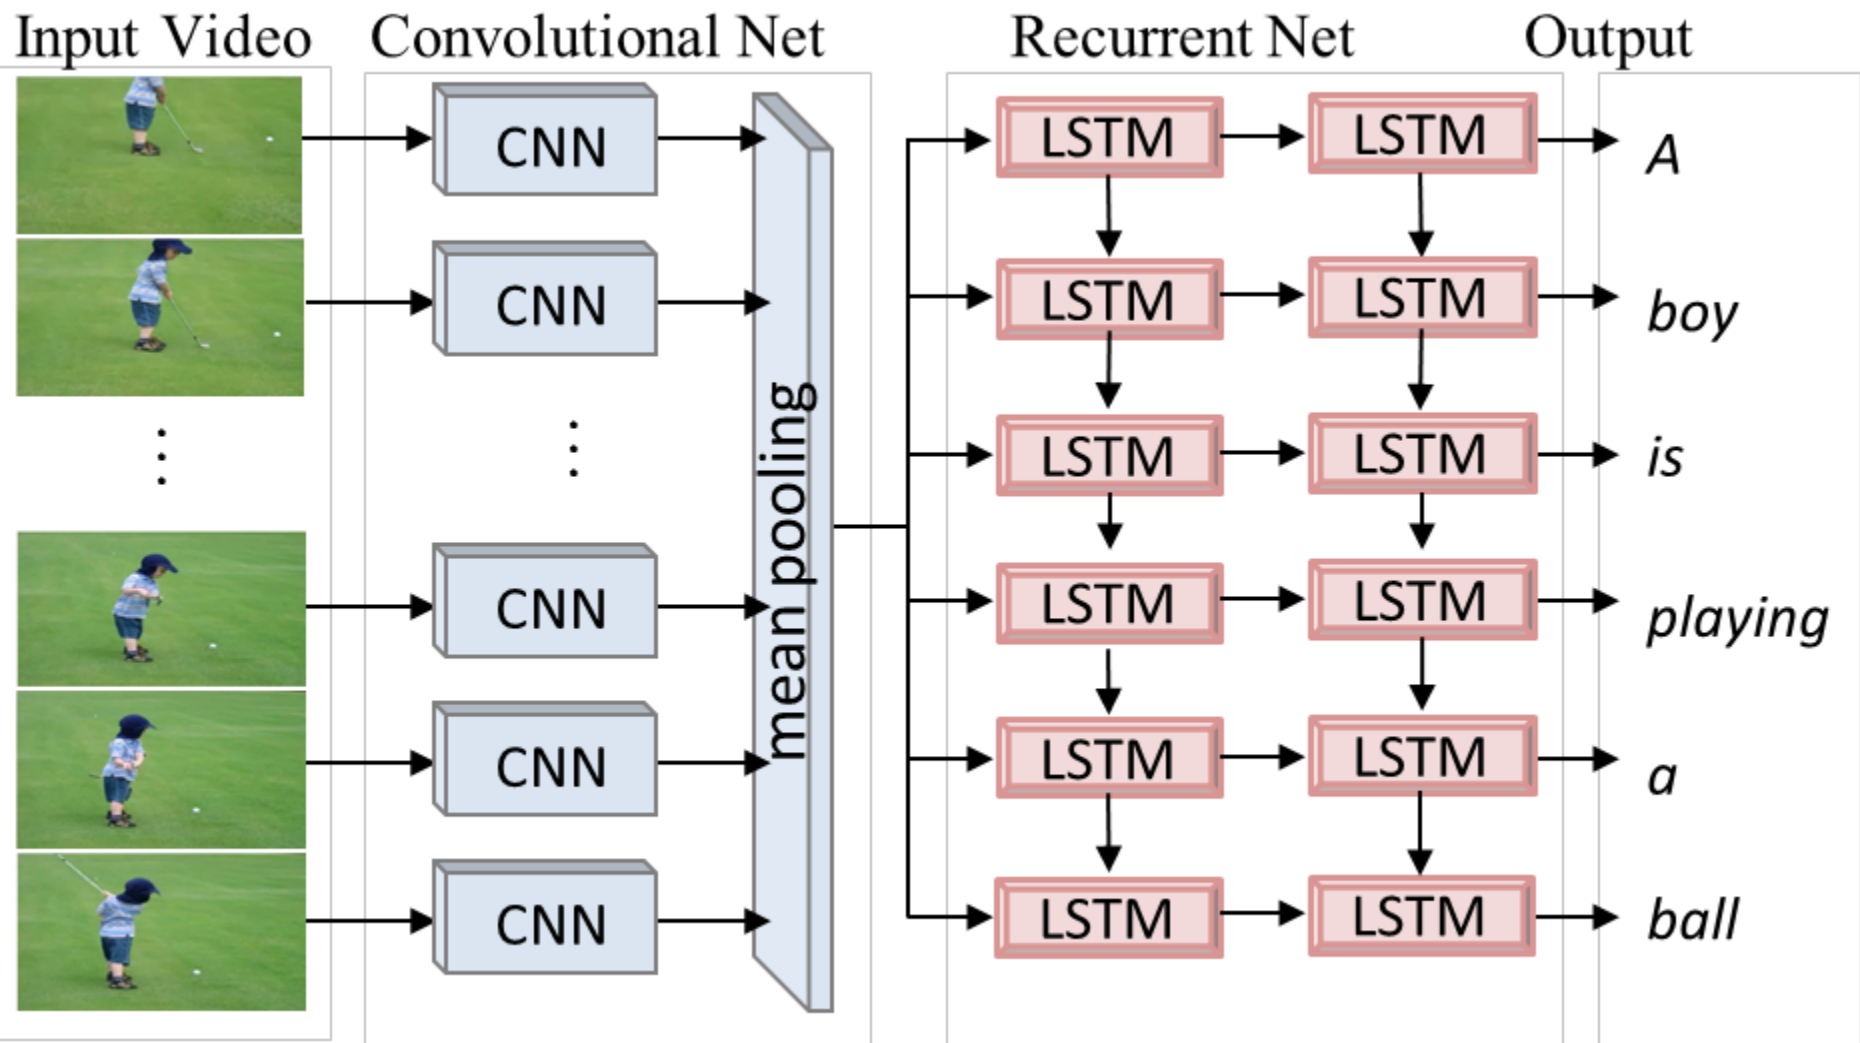 Input Video
Convolutional Net
Recurrent Net
Output
CNN
CNN
CNN
CNN
CNN
mean pooling
LSTM LSTM A
LSTM LSTM boy
LSTM LSTM is
LSTM LSTM playing
LSTM LSTM a
LSTM LSTM ball